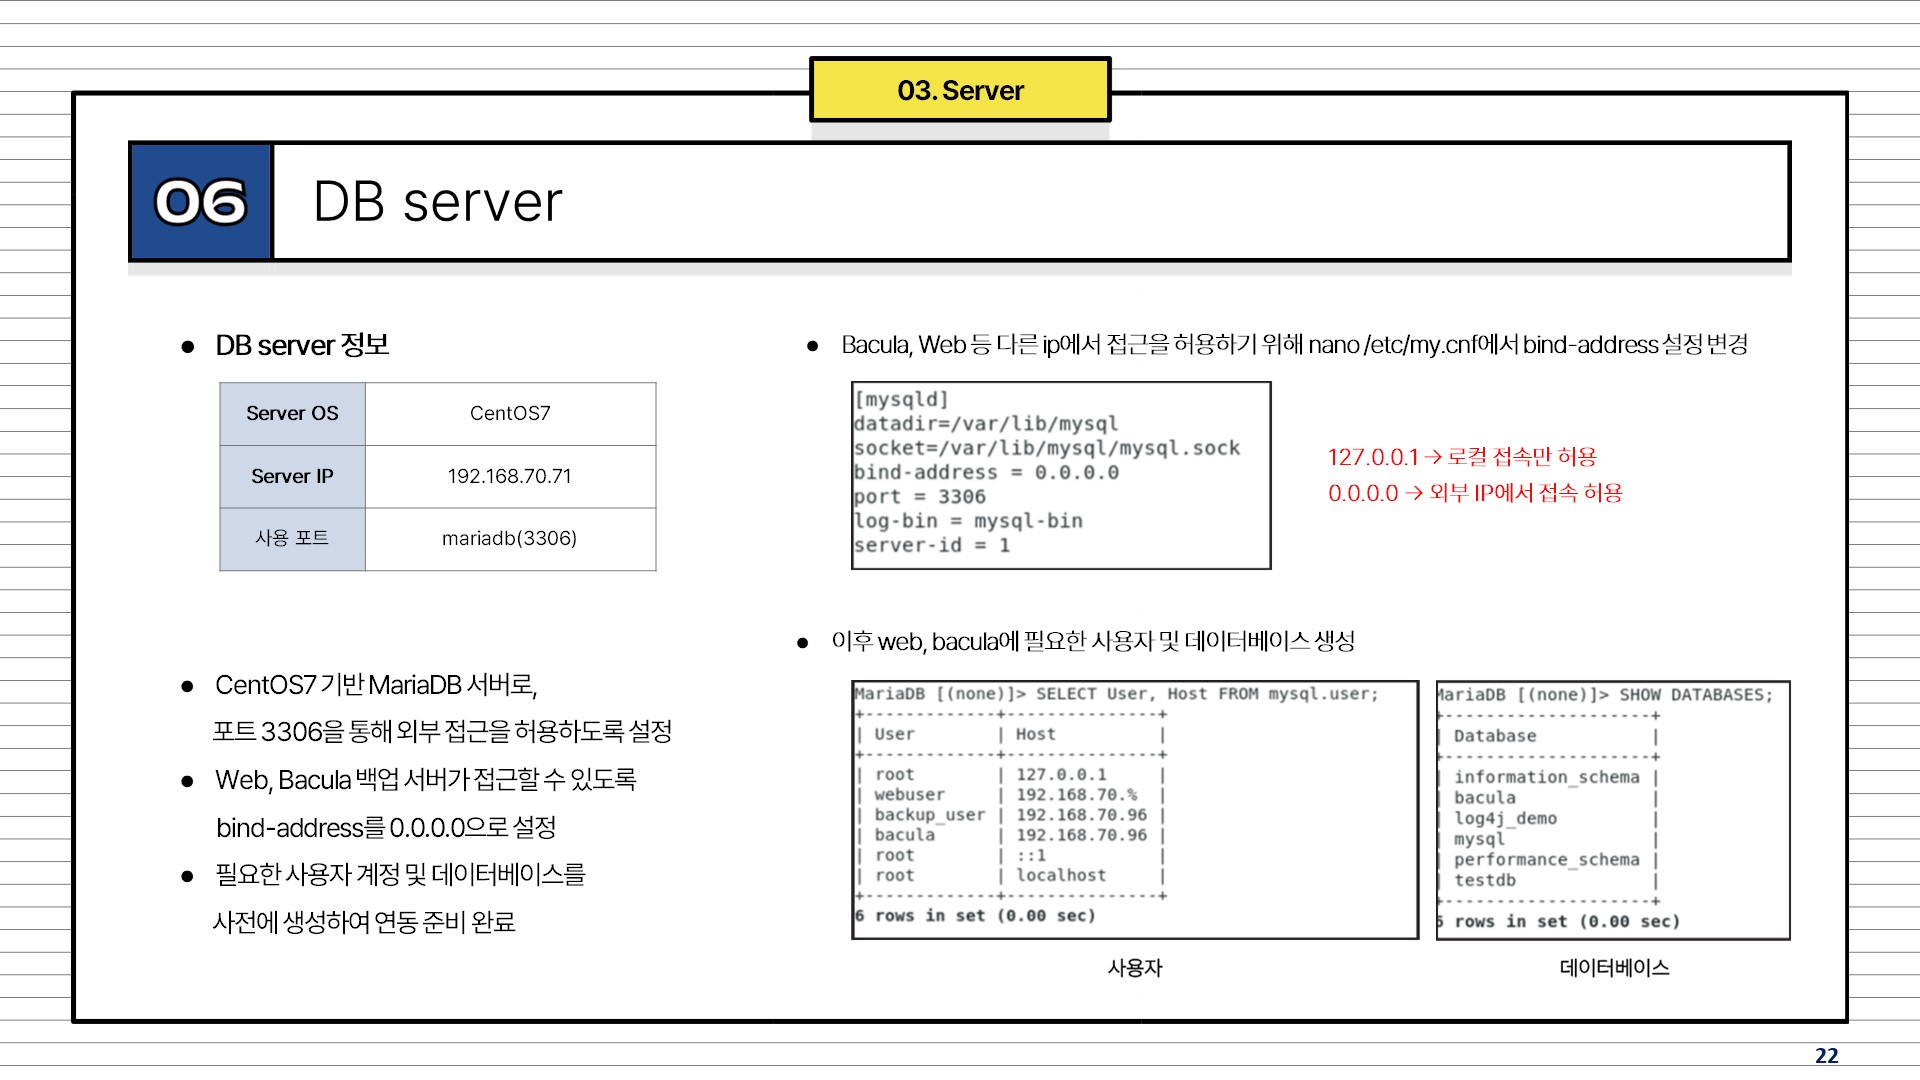 03. Server
06
DB server
● DB server 정보
Server OS CentOS7
Server IP 192.168.70.71
사용 포트 mariadb(3306)
● CentOS7 기반 MariaDB 서버로,
포트 3306을 통해 외부 접근을 허용하도록 설정
● Web, Bacula 백업 서버가 접근할 수 있도록
bind-address를 0.0.0.0으로 설정
● 필요한 사용자 계정 및 데이터베이스를
사전에 생성하여 연동 준비 완료
● Bacula, Web 등 다른 ip에서 접근을 허용하기 위해 nano /etc/my.cnf에서 bind-address 설정 변경
[mysqld]
datadir=/var/lib/mysql
socket=/var/lib/mysql/mysql.sock
bind-address = 0.0.0.0
port = 3306
log-bin = mysql-bin
server-id = 1
127.0.0.1 → 로컬 접속만 허용
0.0.0.0 → 외부 IP에서 접속 허용
● 이후 web, bacula에 필요한 사용자 및 데이터베이스 생성
MariaDB [(none)]> SELECT User, Host FROM mysql.user;
+-------------+---------------+
| User | Host |
+-------------+---------------+
| root | 127.0.0.1 |
| webuser | 192.168.70.% |
| backup_user | 192.168.70.96 |
| bacula | 192.168.70.96 |
| root | ::1 |
| root | localhost |
+-------------+---------------+
6 rows in set (0.00 sec)
사용자
MariaDB [(none)]> SHOW DATABASES;
+--------------------+
| Database |
+--------------------+
| information_schema |
| bacula |
| log4j_demo |
| mysql |
| performance_schema |
| testdb |
+--------------------+
6 rows in set (0.00 sec)
데이터베이스
22